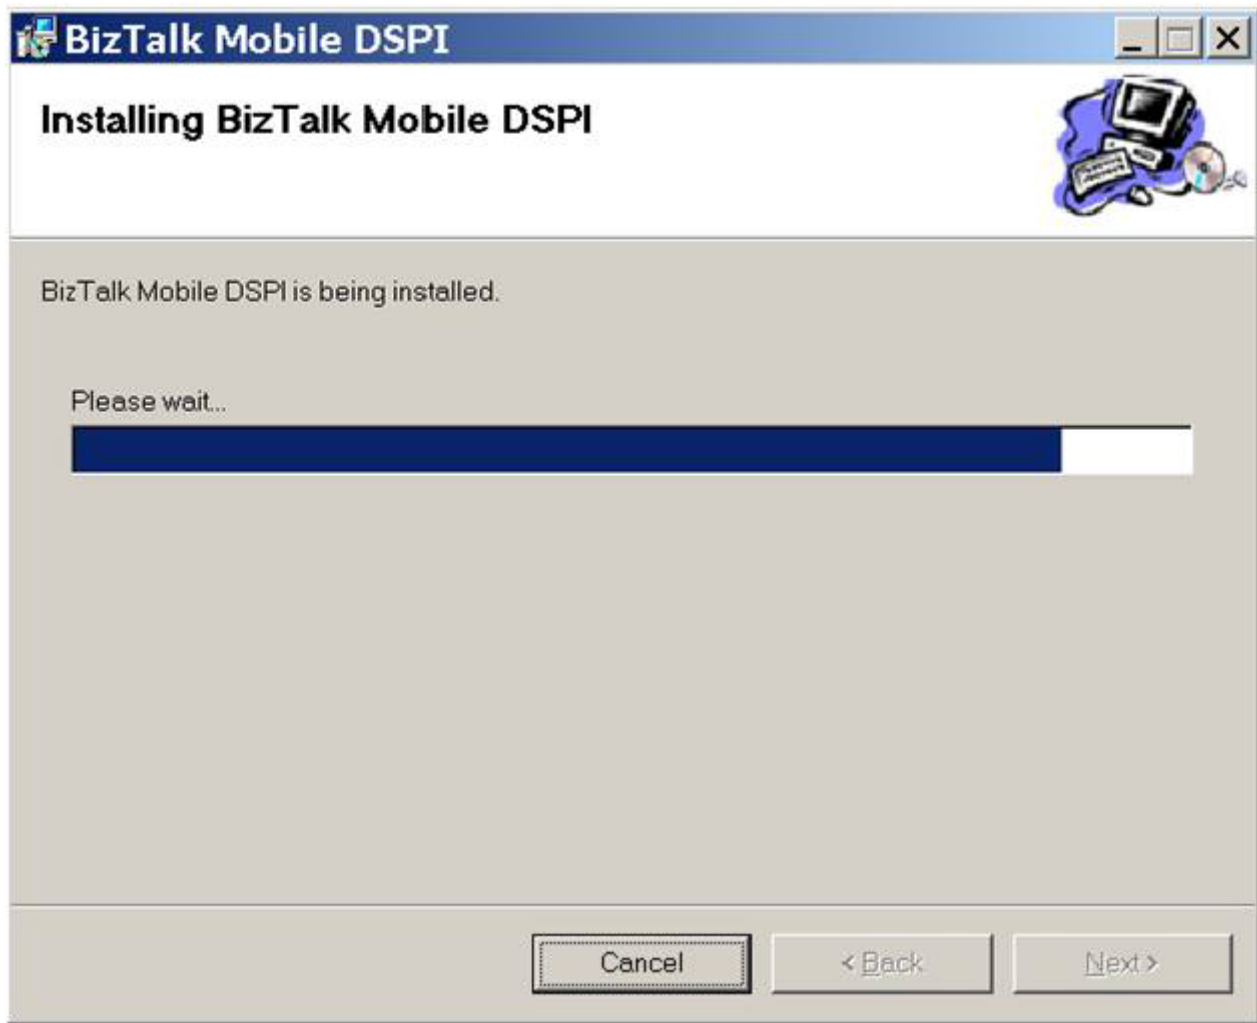 BizTalk Mobile DSPI
Installing BizTalk Mobile DSPI
BizTalk Mobile DSPI is being installed.
Please wait...
Cancel
< Back
Next >